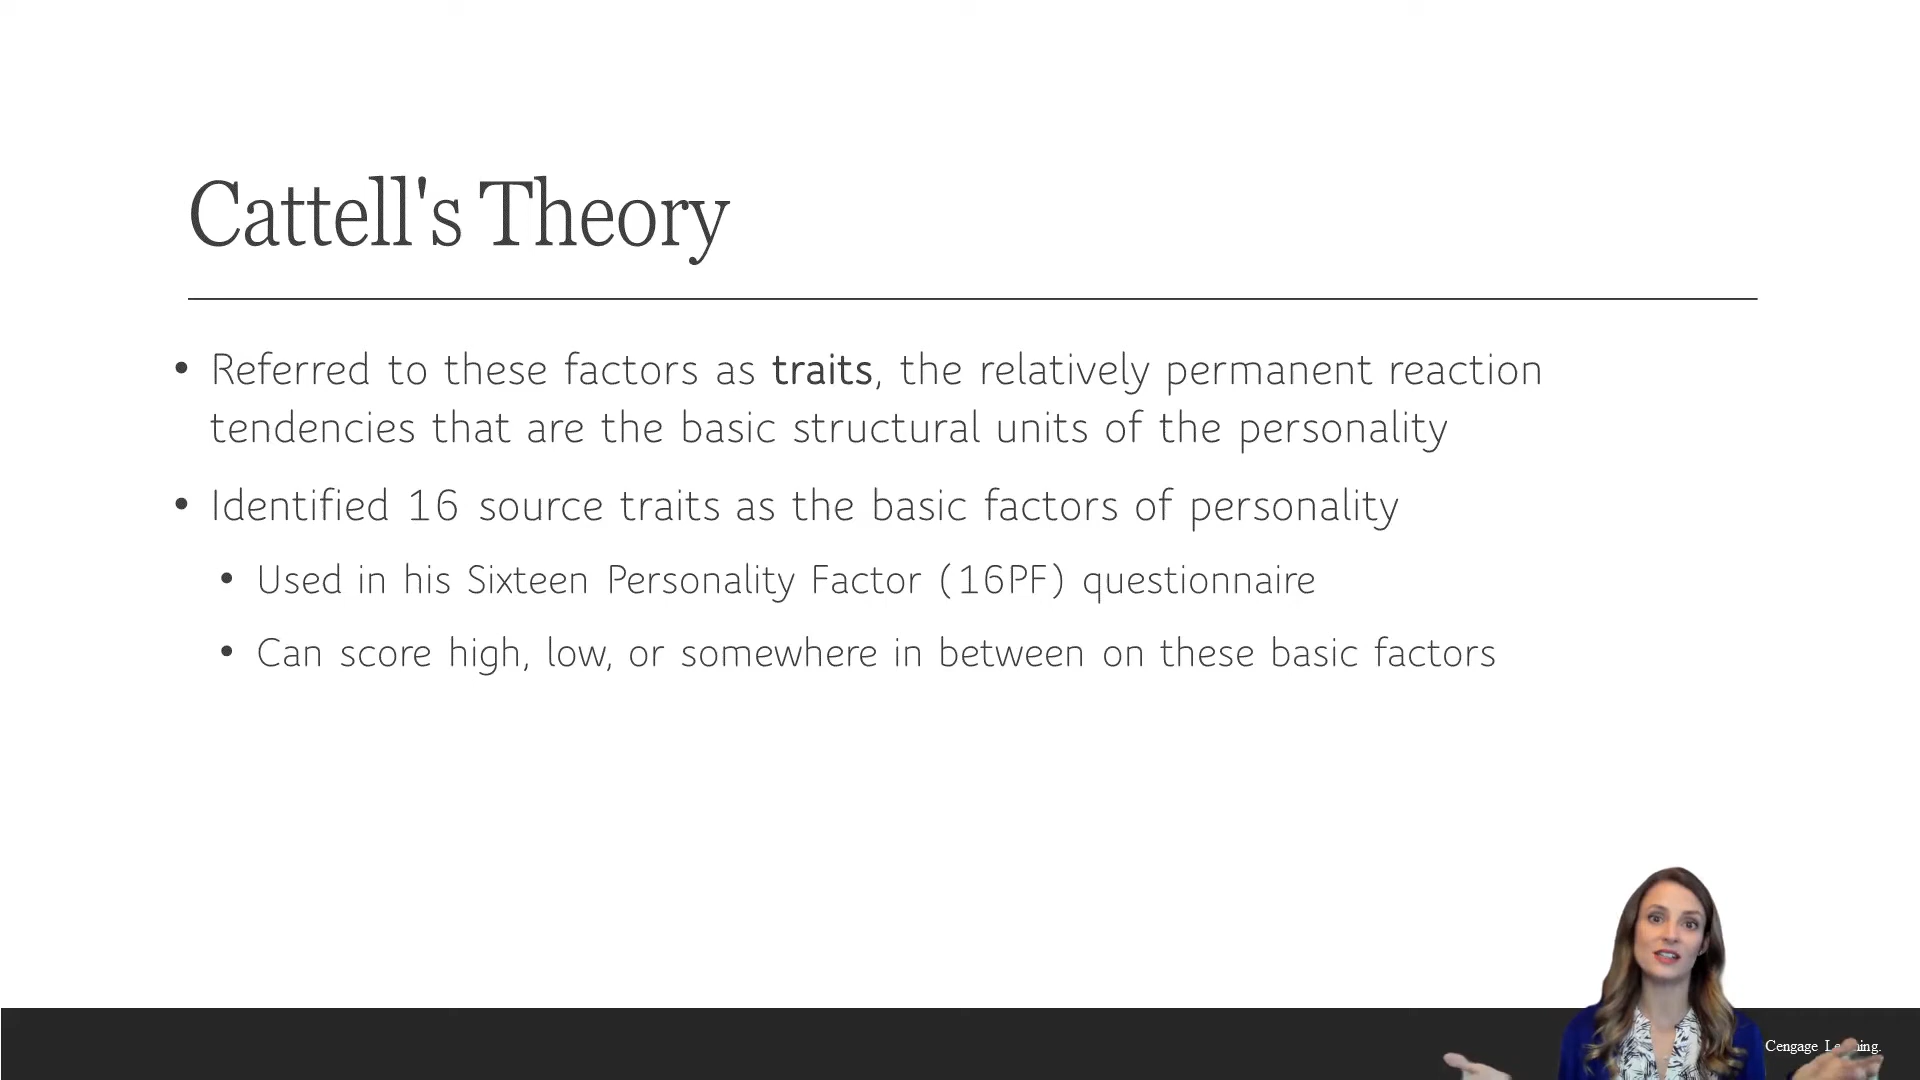 Cattell's Theory
• Referred to these factors as traits, the relatively permanent reaction
tendencies that are the basic structural units of the personality
• Identified 16 source traits as the basic factors of personality
• Used in his Sixteen Personality Factor (16PF) questionnaire
• Can score high, low, or somewhere in between on these basic factors
Cengage